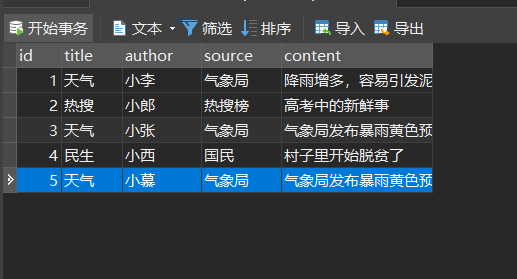 开始事务 文本 筛选 排序 导入 导出
id title author source content
1 天气 小李 气象局 降雨增多，容易引发泥
2 热搜 小郎 热搜榜 高考中的新鲜事
3 天气 小张 气象局 气象局发布暴雨黄色预
4 民生 小西 国民 村子里开始脱贫了
5 天气 小慕 气象局 气象局发布暴雨黄色预